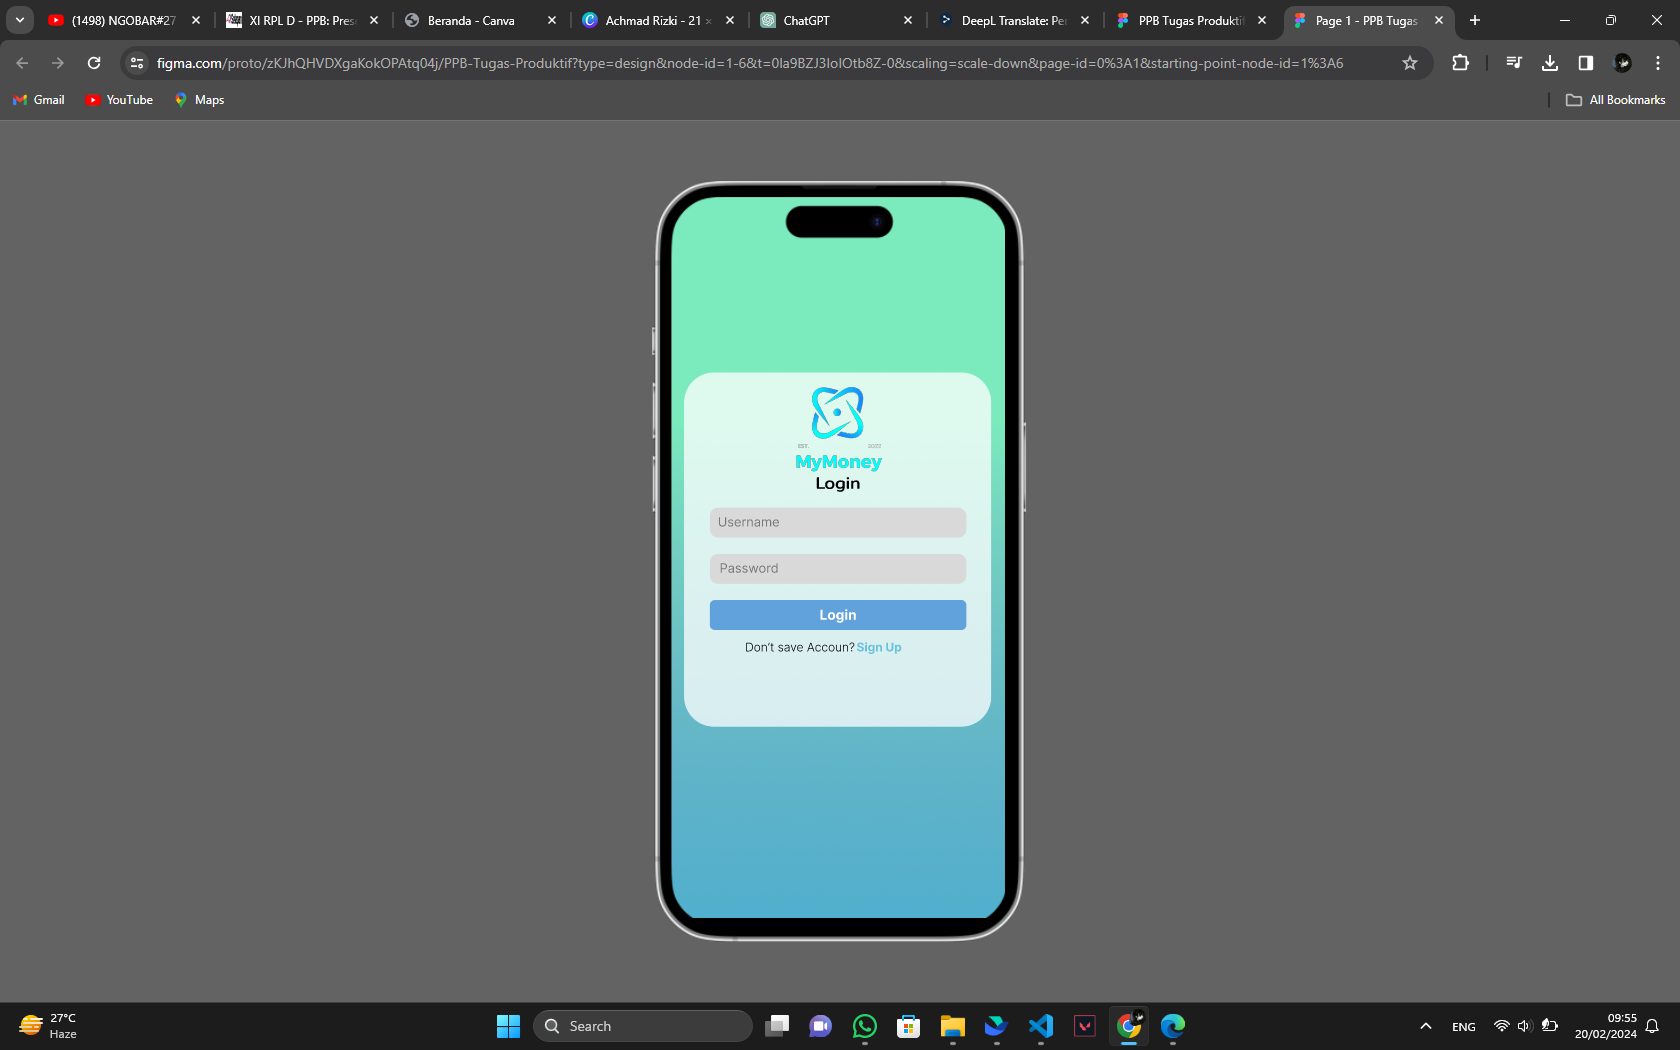 (1498) NGOBAR#27
XI RPL D - PPB: Pres
Beranda - Canva
Achmad Rizki - 21
ChatGPT
DeepL Translate: Pe
PPB Tugas Produkti
Page 1 - PPB Tugas
figma.com/proto/zKJhQHVDXgaKokOPAtq04j/PPB-Tugas-Produktif?type=design&node-id=1-6&t=0Ia9BZJ3IolOtb8Z-0&scaling=scale-down&page-id=0%3A1&starting-point-node-id=1%3A6
Gmail
YouTube
Maps
All Bookmarks
EST.
MyMoney
Login
Username
Password
Login
Don't save Accoun? Sign Up
27°C
Haze
Search
ENG
09:55
20/02/2024